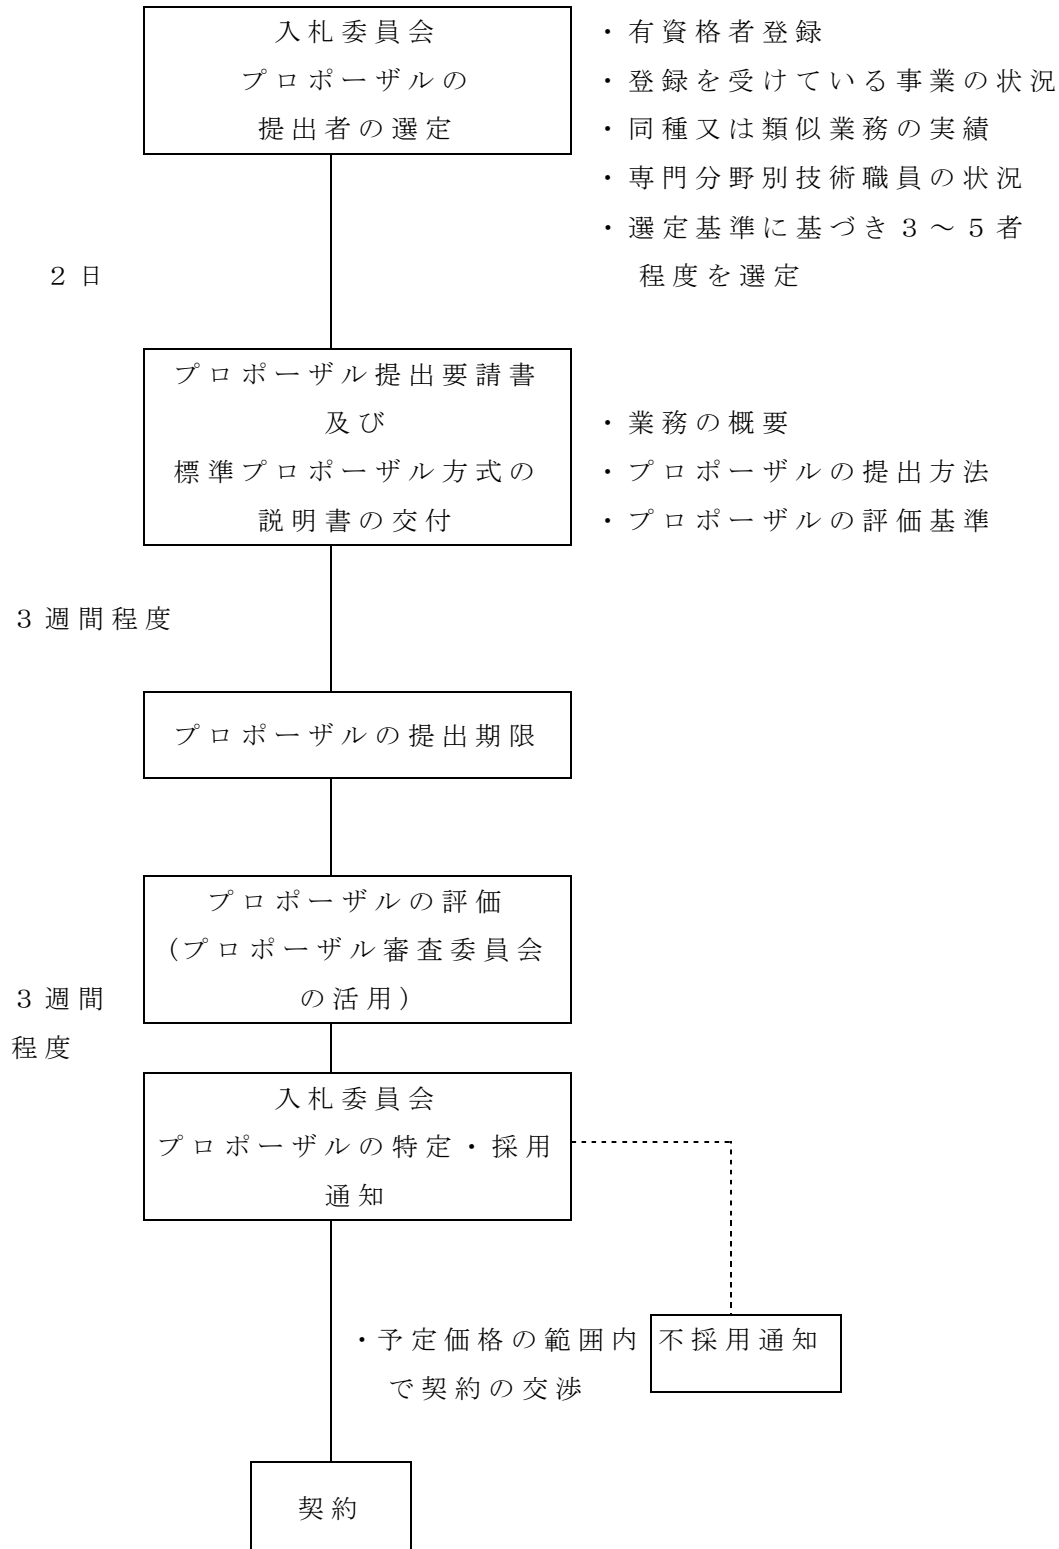 入札委員会
プロポーザルの
提出者の選定
・有資格者登録
・登録を受けている事業の状況
・同種又は類似業務の実績
・専門分野別技術職員の状況
・選定基準に基づき３～５者
程度を選定
２日
プロポーザル提出要請書
及び
標準プロポーザル方式の
説明書の交付
・業務の概要
・プロポーザルの提出方法
・プロポーザルの評価基準
３週間程度
プロポーザルの提出期限
プロポーザルの評価
(プロポーザル審査委員会
の活用)
３週間
程度
入札委員会
プロポーザルの特定・採用
通知
・予定価格の範囲内
で契約の交渉
不採用通知
契約